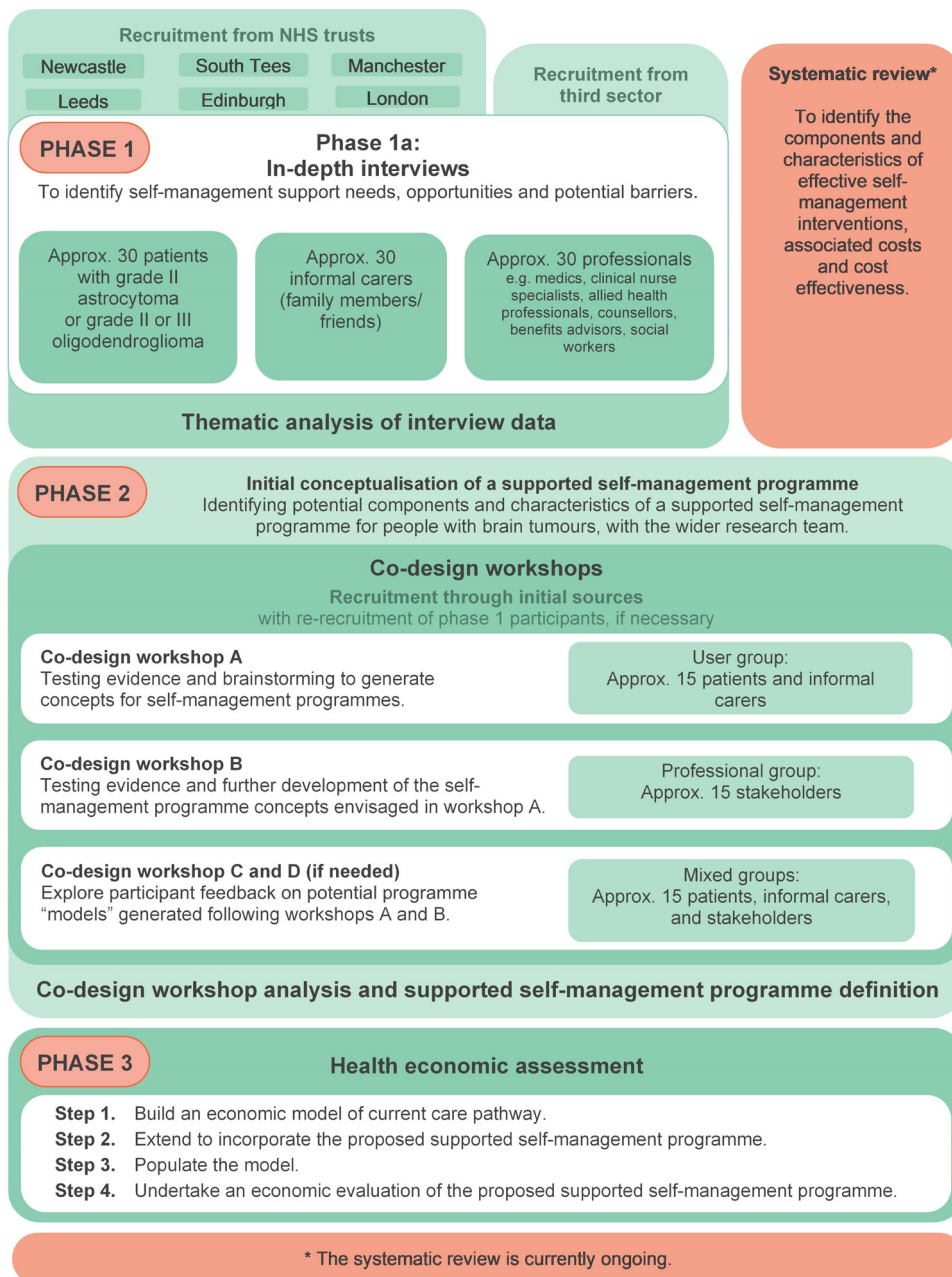 Recruitment from NHS trusts
Newcastle
South Tees
Manchester
Leeds
Edinburgh
London
Recruitment from
third sector
PHASE 1
Phase 1a:
In-depth interviews
To identify self-management support needs, opportunities and potential barriers.
Approx. 30 patients
with grade II
astrocytoma
or grade II or III
oligodendroglioma
Approx. 30
informal carers
(family members/
friends)
Approx. 30 professionals
e.g. medics, clinical nurse
specialists, allied health
professionals, counsellors,
benefits advisors, social
workers
Thematic analysis of interview data
Systematic review*
To identify the
components and
characteristics of
effective self-
management
interventions,
associated costs
and cost
effectiveness.
PHASE 2
Initial conceptualisation of a supported self-management programme
Identifying potential components and characteristics of a supported self-management
programme for people with brain tumours, with the wider research team.
Co-design workshops
Recruitment through initial sources
with re-recruitment of phase 1 participants, if necessary
Co-design workshop A
Testing evidence and brainstorming to generate
concepts for self-management programmes.
User group:
Approx. 15 patients and informal
carers
Co-design workshop B
Testing evidence and further development of the self-
management programme concepts envisaged in workshop A.
Professional group:
Approx. 15 stakeholders
Co-design workshop C and D (if needed)
Explore participant feedback on potential programme
“models” generated following workshops A and B.
Mixed groups:
Approx. 15 patients, informal carers,
and stakeholders
Co-design workshop analysis and supported self-management programme definition
PHASE 3
Health economic assessment
Step 1. Build an economic model of current care pathway.
Step 2. Extend to incorporate the proposed supported self-management programme.
Step 3. Populate the model.
Step 4. Undertake an economic evaluation of the proposed supported self-management programme.
* The systematic review is currently ongoing.